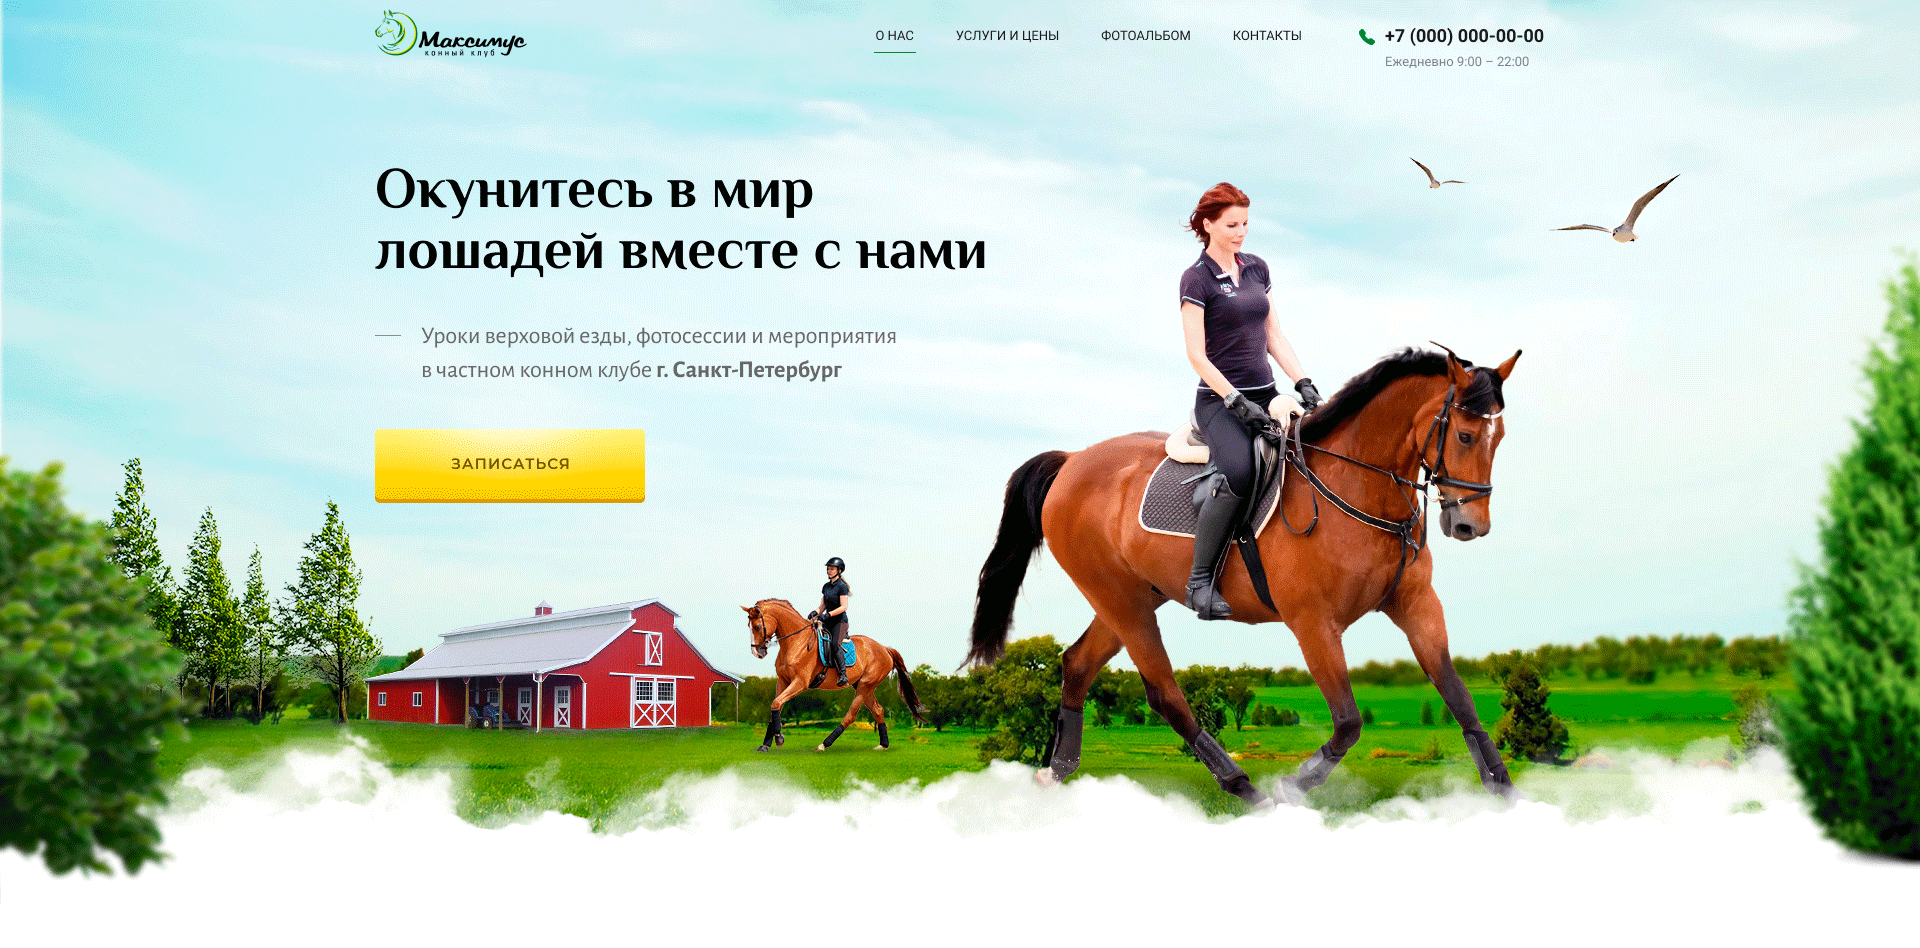 Максимус
конный клуб
О НАС
УСЛУГИ И ЦЕНЫ
ФОТОАЛЬБОМ
КОНТАКТЫ
+7 (000) 000-00-00
Ежедневно 9:00 – 22:00
Окунитесь в мир
лошадей вместе с нами
Уроки верховой езды, фотосессии и мероприятия
в частном конном клубе г. Санкт-Петербург
ЗАПИСАТЬСЯ